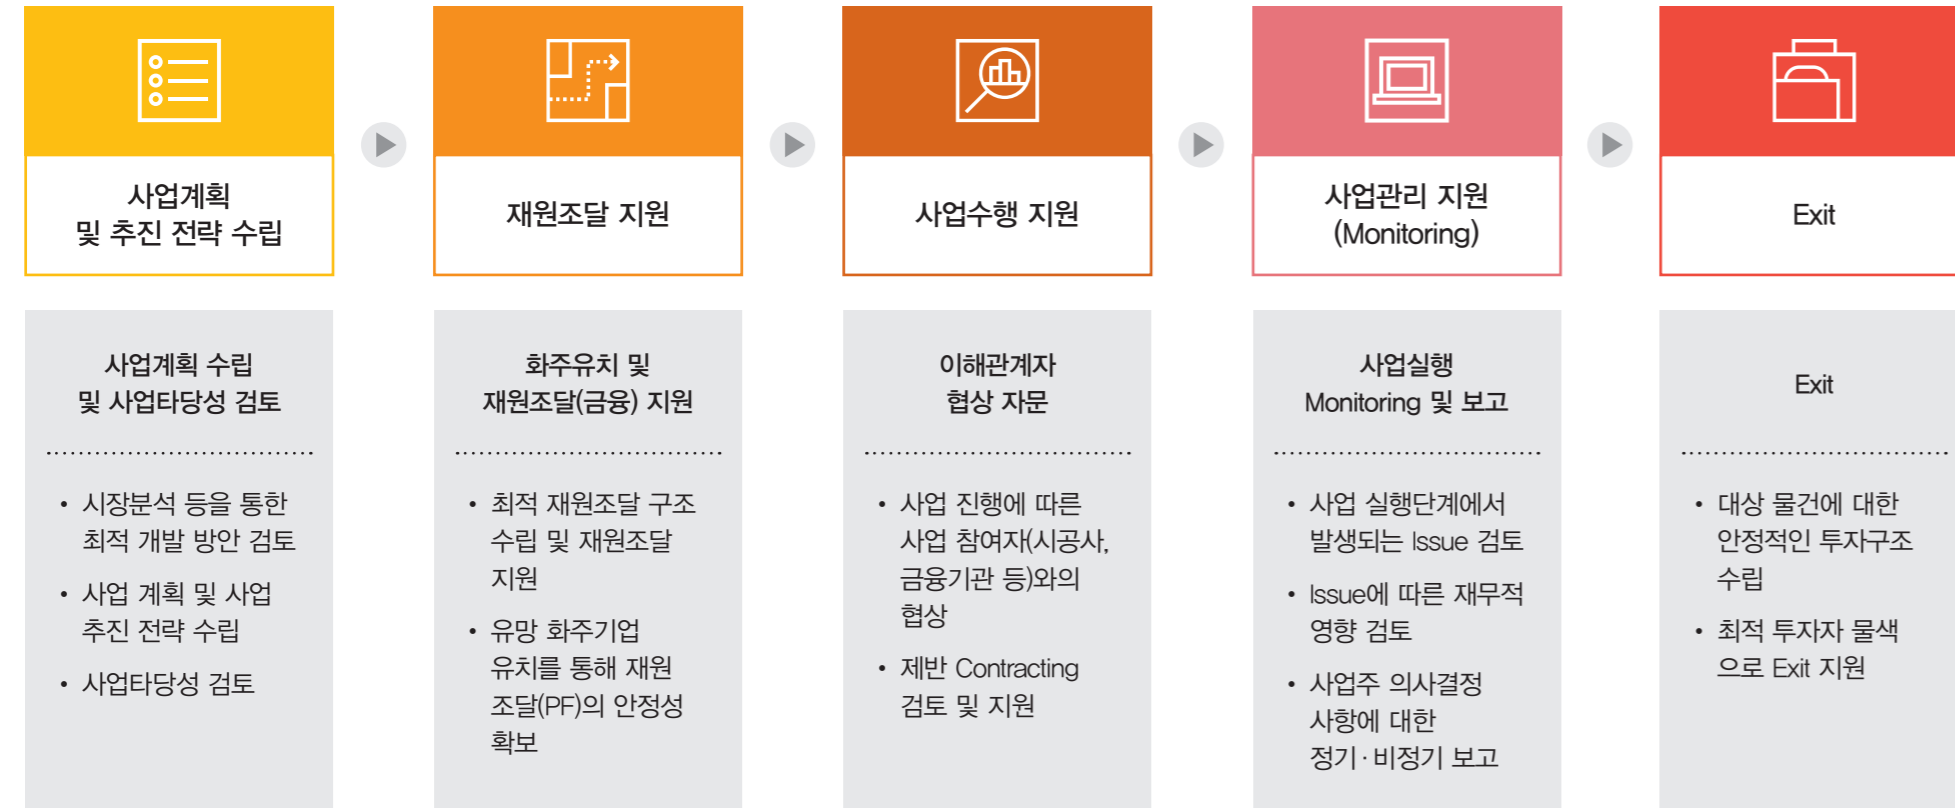 사업계획
및 추진 전략 수립
재원조달 지원
사업수행 지원
사업관리 지원
(Monitoring)
Exit
사업계획 수립
및 사업타당성 검토
• 시장분석 등을 통한
최적 개발 방안 검토
• 사업 계획 및 사업
추진 전략 수립
• 사업타당성 검토
화주유치 및
재원조달(금융) 지원
• 최적 재원조달 구조
수립 및 재원조달
지원
• 유망 화주기업
유치를 통해 재원
조달(PF)의 안정성
확보
이해관계자
협상 자문
• 사업 진행에 따른
사업 참여자(시공사,
금융기관 등)와의
협상
• 제반 Contracting
검토 및 지원
사업실행
Monitoring 및 보고
• 사업 실행단계에서
발생되는 Issue 검토
• Issue에 따른 재무적
영향 검토
• 사업주 의사결정
사항에 대한
정기·비정기 보고
Exit
• 대상 물건에 대한
안정적인 투자구조
수립
• 최적 투자자 물색
으로 Exit 지원